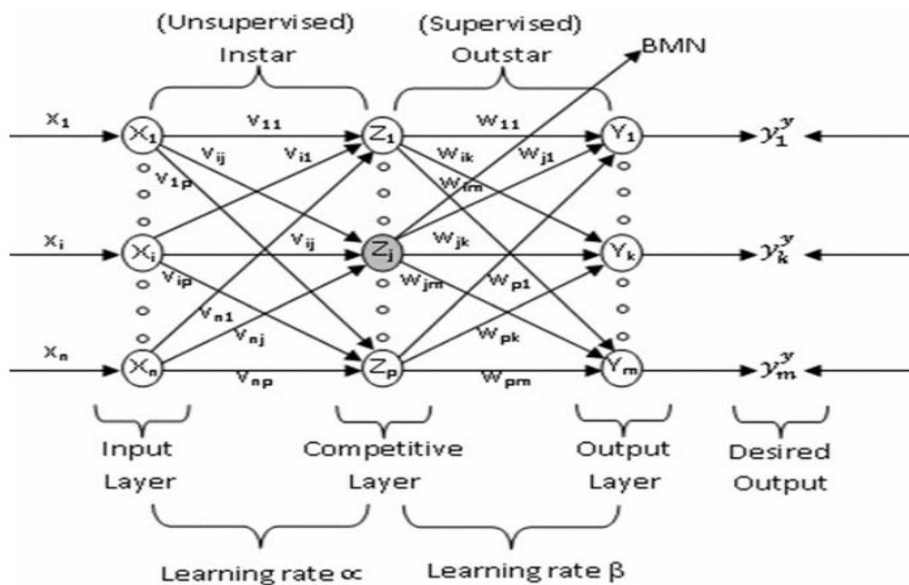 (Unsupervised) (Supervised)
Instar Outstar BMN
x₁ X₁ v₁₁ Z₁ w₁₁ Y₁ y₁ʸ
vᵢⱼ vᵢ₁ wᵢₖ wⱼ₁
v₁ₚ wᵢₘ
xᵢ Xᵢ vᵢⱼ Zⱼ wⱼₖ Yₖ yₖʸ
vᵢₚ wⱼₘ wₚ₁
vₙ₁
vₙⱼ wₚₖ
xₙ Xₙ vₙₚ Zₚ wₚₘ Yₘ yₘʸ
Input Competitive Output Desired
Layer Layer Layer Output
Learning rate ∝ Learning rate β